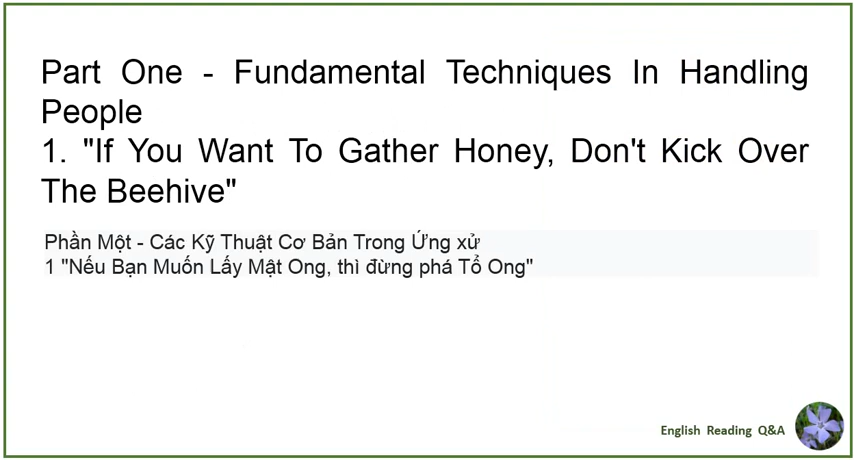 Part One - Fundamental Techniques In Handling
People
1. "If You Want To Gather Honey, Don't Kick Over
The Beehive"
Phần Một - Các Kỹ Thuật Cơ Bản Trong Ứng xử
1 "Nếu Bạn Muốn Lấy Mật Ong, thì đừng phá Tổ Ong"
English Reading Q&A